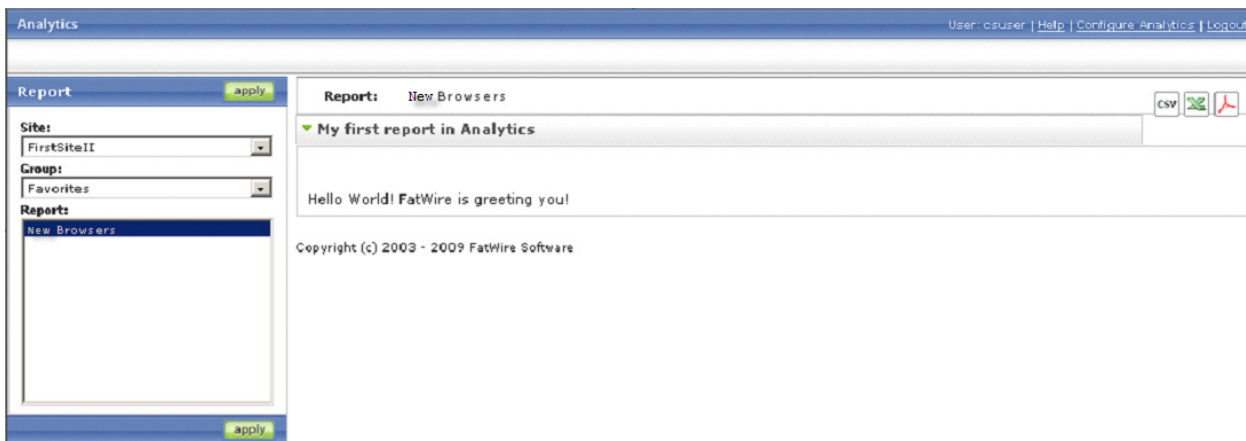 Analytics
User: csuser | Help | Configure Analytics | Logout
Report
apply
Site:
FirstSiteII
Group:
Favorites
Report:
New Browsers
apply
Report: New Browsers
CSV
My first report in Analytics
Hello World! FatWire is greeting you!
Copyright (c) 2003 - 2009 FatWire Software